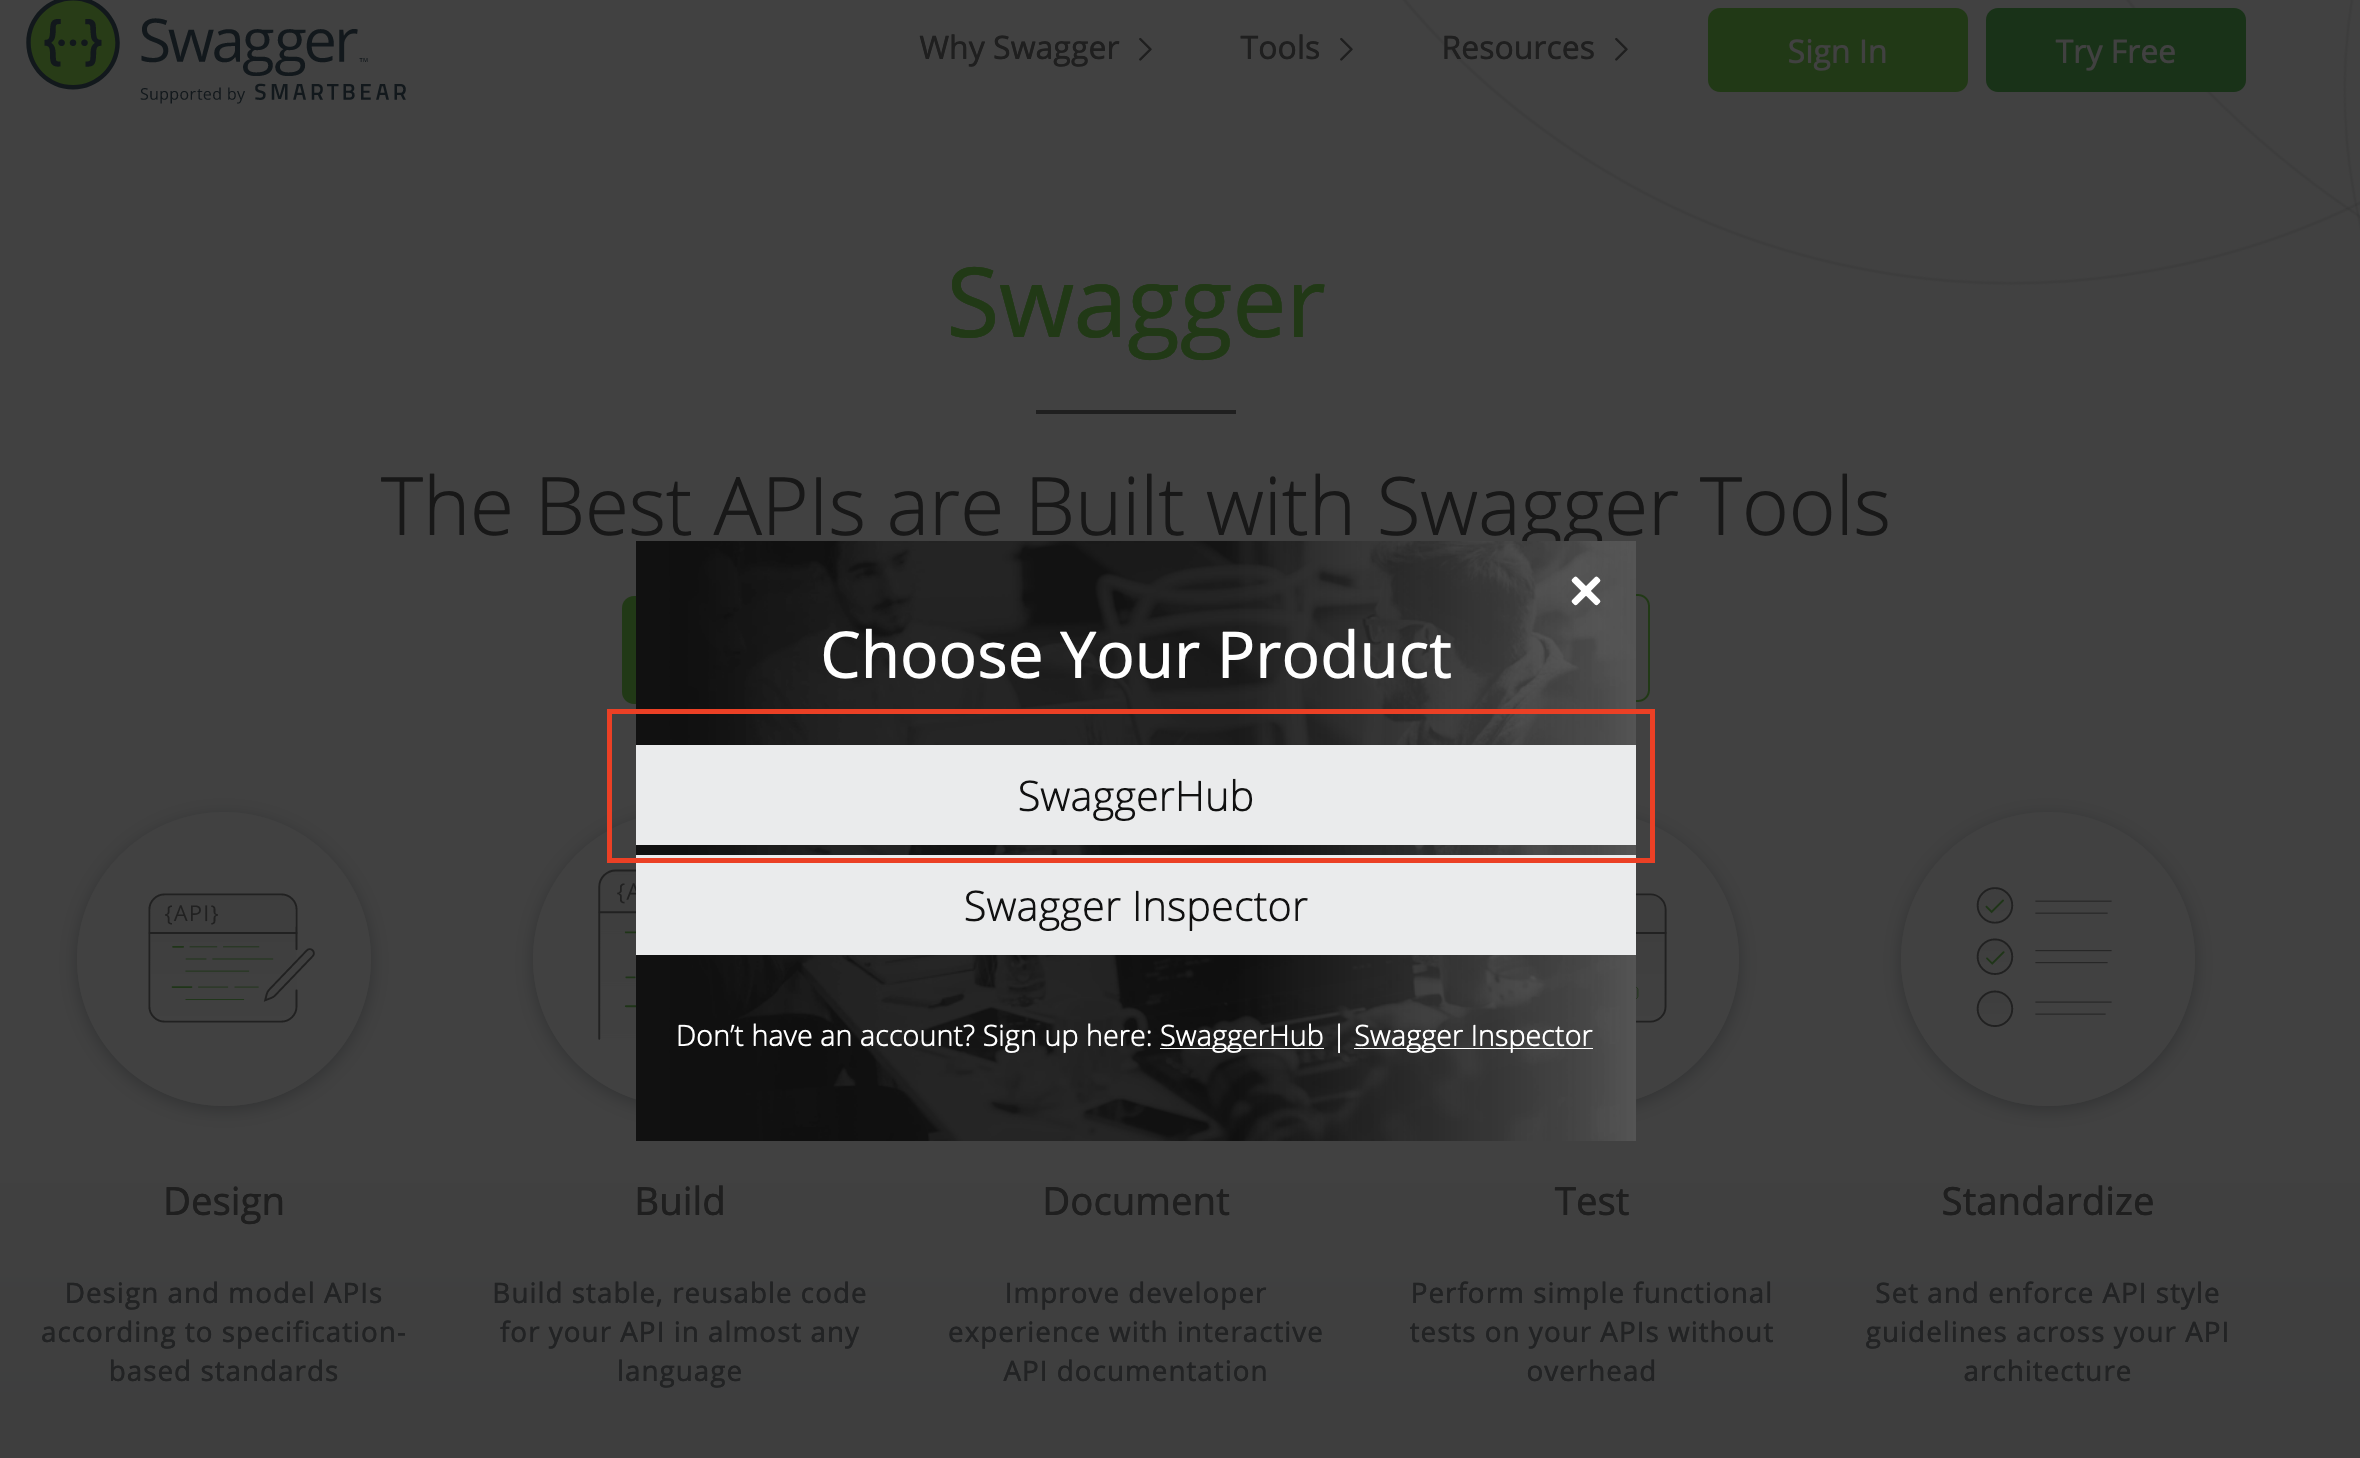 {···} Swagger™
Supported by SMARTBEAR
Why Swagger
Tools
Resources
Sign In
Try Free
Swagger
The Best APIs are Built with Swagger Tools
Choose Your Product
SwaggerHub
Swagger Inspector
Don't have an account? Sign up here: SwaggerHub | Swagger Inspector
{API}
{A
Design
Design and model APIs
according to specification-
based standards
Build
Build stable, reusable code
for your API in almost any
language
Document
Improve developer
experience with interactive
API documentation
Test
Perform simple functional
tests on your APIs without
overhead
Standardize
Set and enforce API style
guidelines across your API
architecture